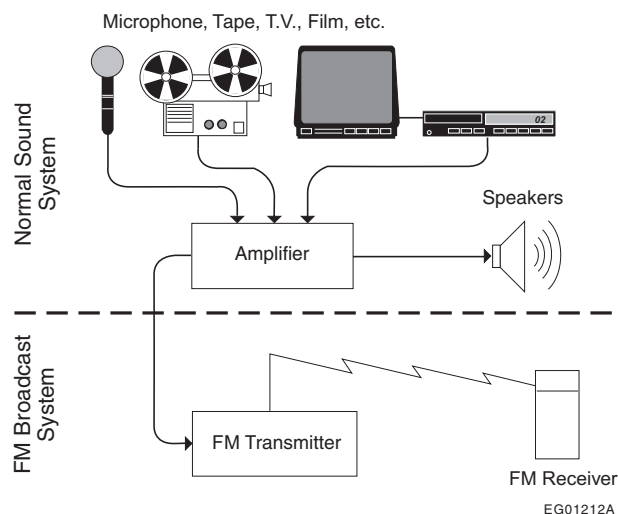 Microphone, Tape, T.V., Film, etc.
Normal Sound
System
02
Speakers
Amplifier
FM Broadcast
System
FM Transmitter
FM Receiver
EG01212A